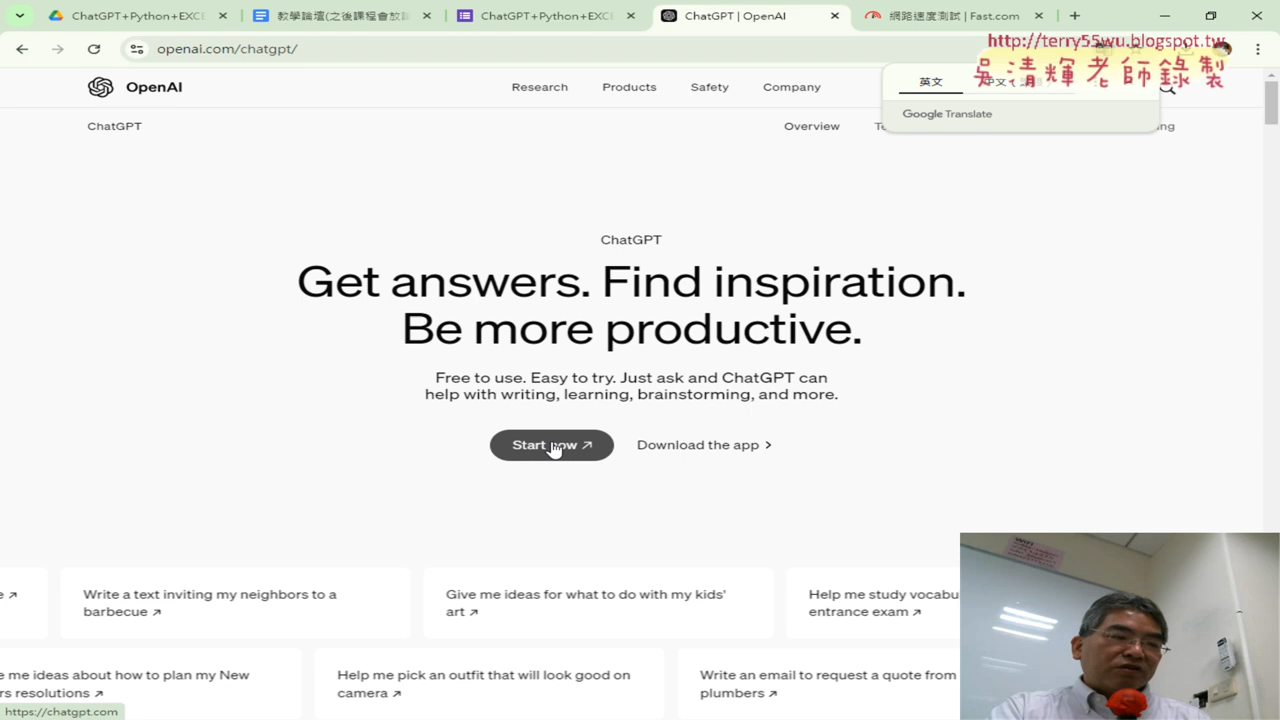 ChatGPT+Python+EXCE
教學論壇(之後課程會放
ChatGPT+Python+EXCE
ChatGPT | OpenAI
網路速度測試 | Fast.com
openai.com/chatgpt/
http://terry55wu.blogspot.tw
吳清輝老師錄製
OpenAI
Research
Products
Safety
Company
英文
Google Translate
ChatGPT
Overview
ChatGPT
Get answers. Find inspiration.
Be more productive.
Free to use. Easy to try. Just ask and ChatGPT can
help with writing, learning, brainstorming, and more.
Start now ↗
Download the app >
e ↗
Write a text inviting my neighbors to a
barbecue ↗
Give me ideas for what to do with my kids'
art ↗
Help me study vocabu
entrance exam ↗
me ideas about how to plan my New
rs resolutions ↗
Help me pick an outfit that will look good on
camera ↗
Write an email to request a quote from
plumbers ↗
https://chatgpt.com